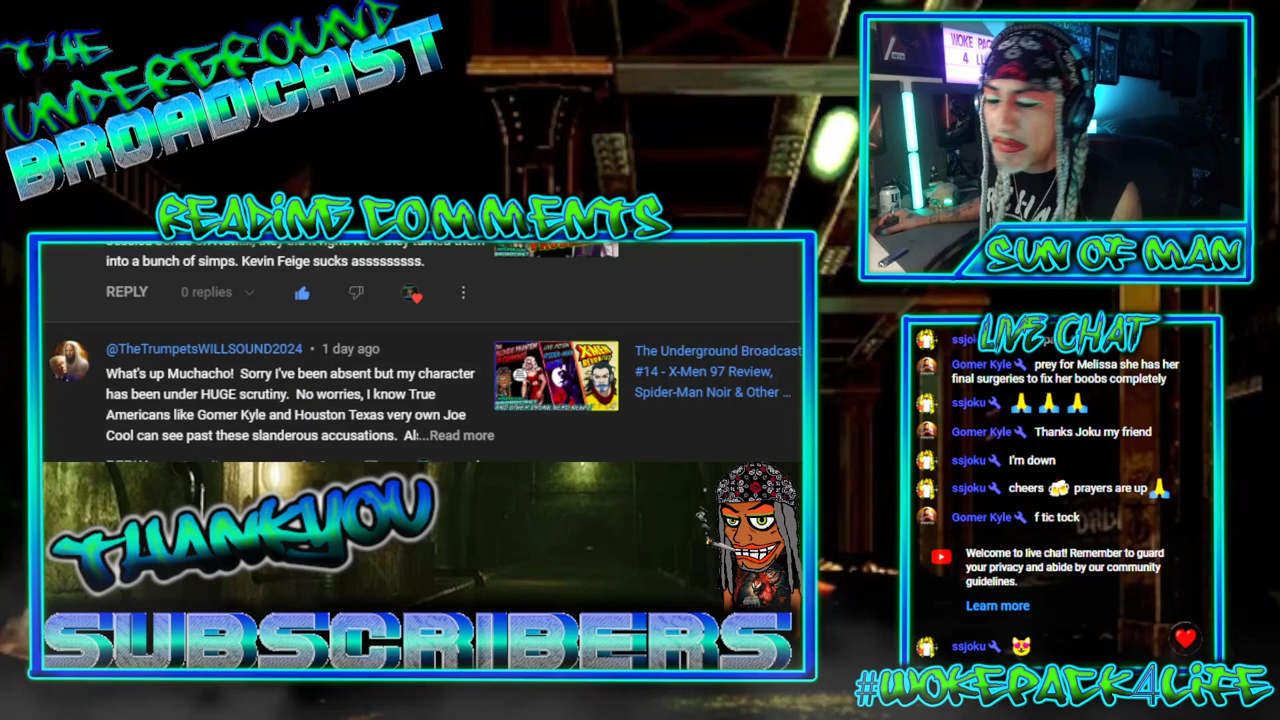 THE
UNDERGROUND
BROADCAST
READING COMMENTS
into a bunch of simps. Kevin Feige sucks asssssssss.
REPLY 0 replies
@TheTrumpetsWILLSOUND2024 • 1 day ago
What's up Muchacho! Sorry I've been absent but my character
has been under HUGE scrutiny. No worries, I know True
Americans like Gomer Kyle and Houston Texas very own Joe
Cool can see past these slanderous accusations. Al...Read more
The Underground Broadcast
#14 - X-Men 97 Review,
Spider-Man Noir & Other ...
THANKYOU
SUBSCRIBERS
WOKE PAC
4 L
SUN OF MAN
LIVE CHAT
ssjo
Gomer Kyle prey for Melissa she has her
final surgeries to fix her boobs completely
ssjoku 🙏 🙏 🙏
Gomer Kyle Thanks Joku my friend
ssjoku I'm down
ssjoku cheers 🍻 prayers are up 🙏
Gomer Kyle f tic tock
Welcome to live chat! Remember to guard
your privacy and abide by our community
guidelines.
Learn more
ssjoku 😻
#WOKEPACK4LIFE